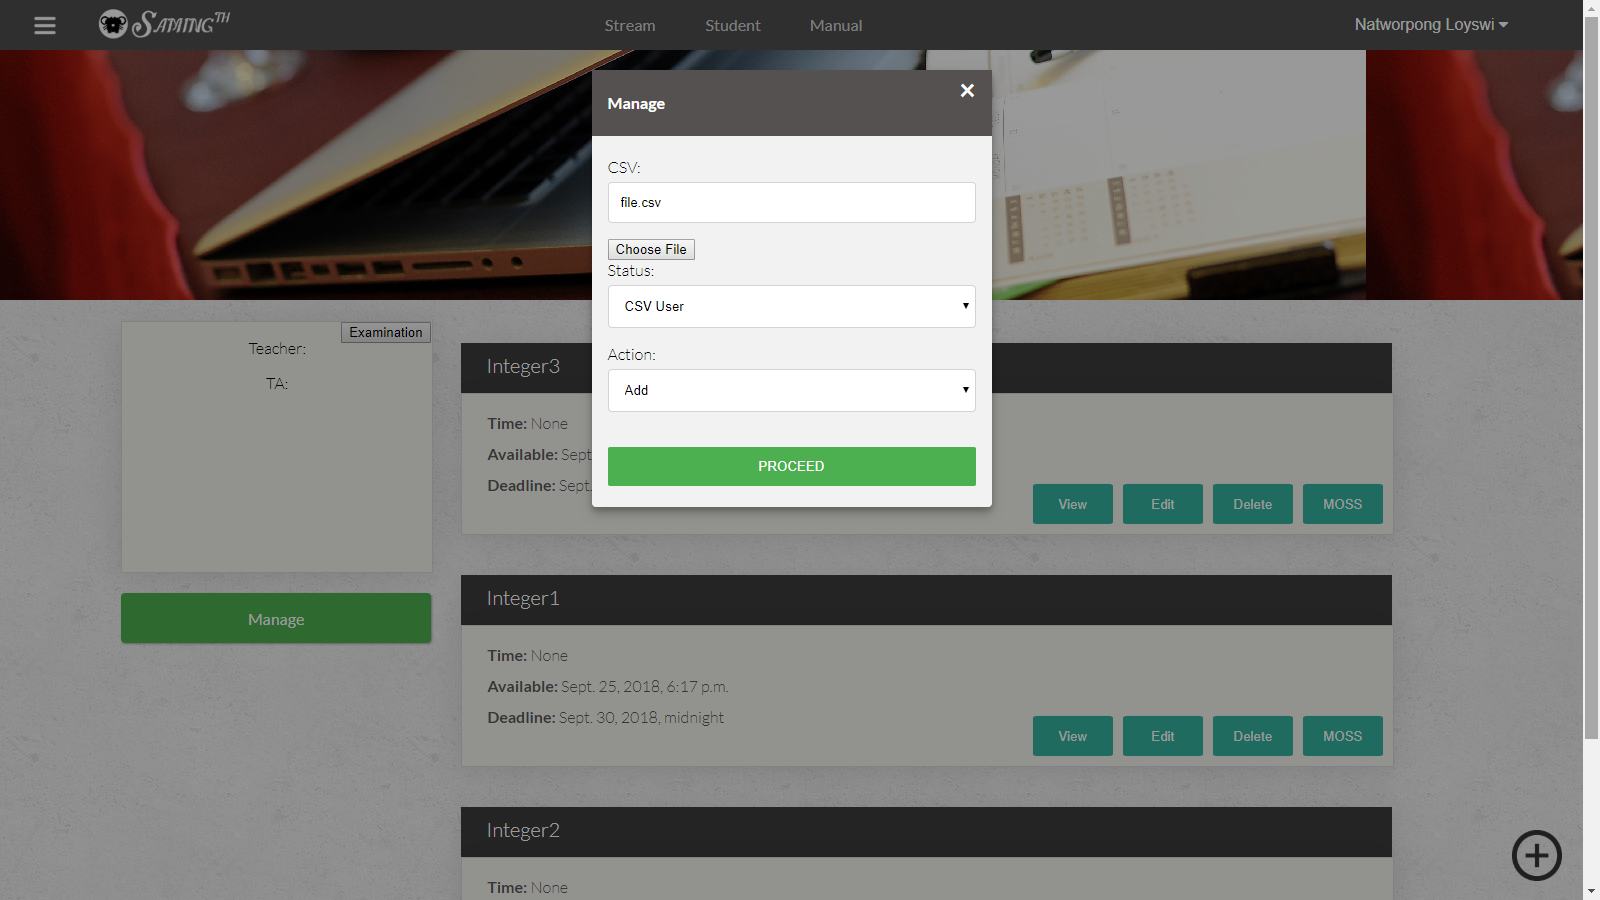 SAMINGTH
Stream
Student
Manual
Natworpong Loyswi
Manage
×
CSV:
file.csv
Choose File
Status:
CSV User
Action:
Add
PROCEED
Examination
Teacher:
TA:
Manage
Integer3
Time: None
Available: Sept
Deadline: Sept.
View
Edit
Delete
MOSS
Integer1
Time: None
Available: Sept. 25, 2018, 6:17 p.m.
Deadline: Sept. 30, 2018, midnight
View
Edit
Delete
MOSS
Integer2
Time: None